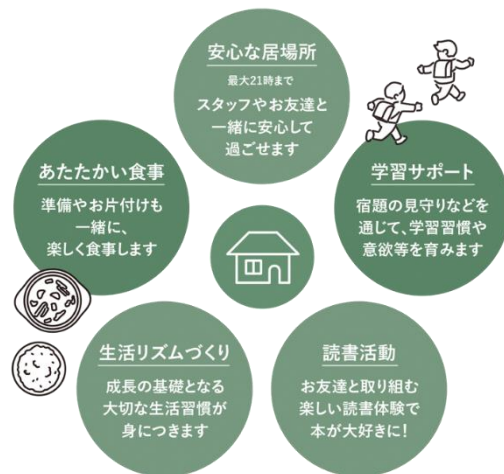 安心な居場所
最大21時まで
スタッフやお友達と
一緒に安心して
過ごせます
あたたかい食事
準備やお片付けも
一緒に、
楽しく食事します
学習サポート
宿題の見守りなどを
通じて、学習習慣や
意欲等を育みます
生活リズムづくり
成長の基礎となる
大切な生活習慣が
身につきます
読書活動
お友達と取り組む
楽しい読書体験で
本が大好きに!